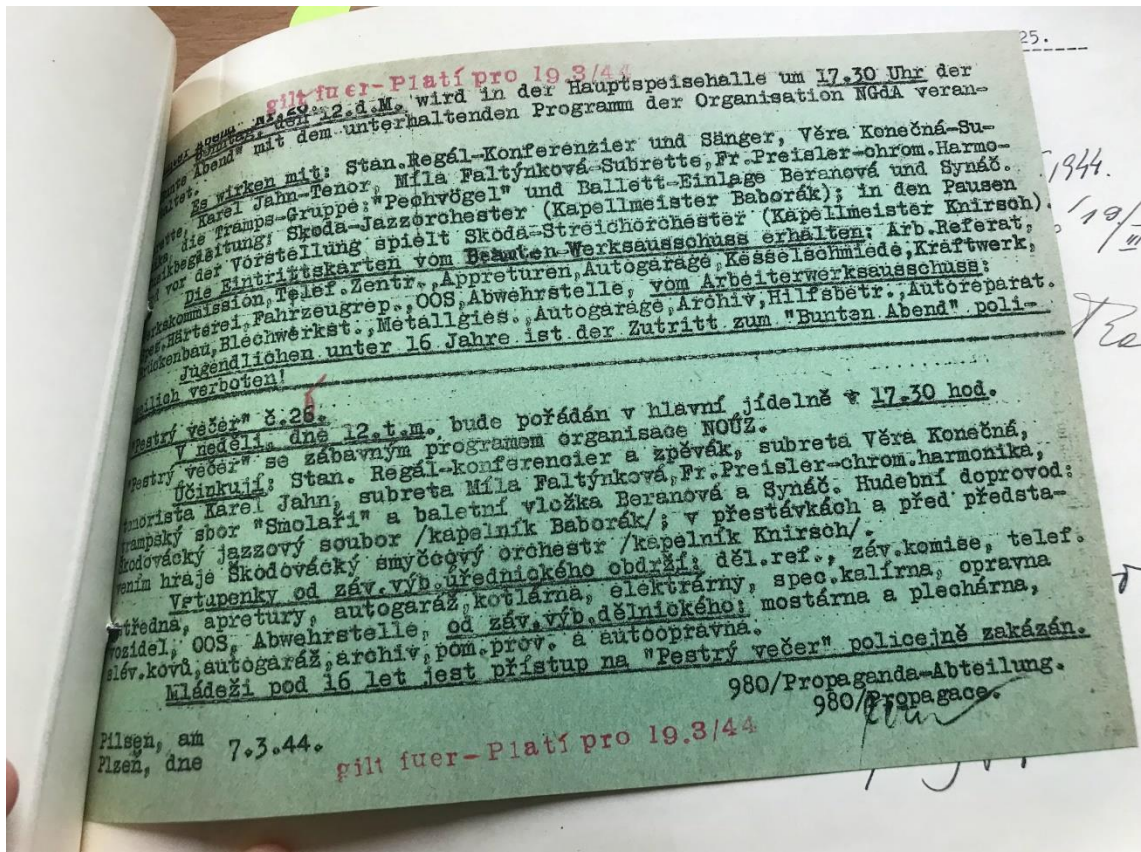 25.
gilt fuer-Platí pro 19.3/44
Sonntag, den 12.d.M. wird in der Hauptspeisehalle um 17.30 Uhr der
Abend" mit dem unterhaltenden Programm der Organisation NGdA veran-
Es wirken mit: Stan.Regál-Konferenzier und Sänger, Věra Konečná-Su-
Karel Jahn-Tenor, Míla Faltýnková-Subrette,Fr.Preisler-chrom.Harmo-
die Tramps-Gruppe:"Pechvögel" und Ballett-Einlage Beranová und Synáč.
Skoda-Jazzorchester (Kapellmeister Baborák); in den Pausen
vor der Vorstellung spielt Skoda-Streichorchester (Kapellmeister Knirsch).
Die Eintrittskarten vom Beamten-Werksausschuss erhalten: Arb.Referat,
Telef.Zentr.,Appreturen,Autogarage,Kesselschmiede,Kraftwerk,
Härterei,Fahrzeugrep.,OOS,Abwehrstelle, vom Arbeiterwerksausschuss:
Blechwerkst.,Metallgies.,Autogarage,Archiv,Hilfsbetr.,Autoreparat.
Jugendlichen unter 16 Jahre ist der Zutritt zum "Bunten Abend" poli-
verboten!
"Pestrý večer" č.26.
V neděli, dne 12.t.m. bude pořádán v hlavní jídelně v 17.30 hod.
"Pestrý večer" se zábavným programem organisace NOÚZ.
Účinkují: Stan. Regál-konferencier a zpěvák, subreta Věra Konečná,
Karel Jahn, subreta Míla Faltýnková,Fr.Preisler-chrom.harmonika,
sbor "Smolaři" a baletní vložka Beranová a Synáč. Hudební doprovod:
Škodovácký jazzový soubor /kapelník Baborák/; v přestávkách a před předsta-
vením hraje Škodovácký smyčcový orchestr /kapelník Knirsch/.
Vstupenky od záv.výb.úřednického obdrží: děl.ref., záv.komise, telef.
apretury, autogaráž,kotlárna, elektrárny, spec.kalírna, opravna
vozidel, OOS, Abwehrstelle, od záv.výb.dělnického: mostárna a plechárna,
slév.kovů,autogaráž,archiv,pom.prov. a autoopravna.
Mládeži pod 16 let jest přístup na "Pestrý večer" policejně zakázán.
980/Propaganda-Abteilung.
980/Propagace.
Pilsen, am
Plzeň, dne
7.3.44.
gilt fuer-Platí pro 19.3/44
1944.
19/III